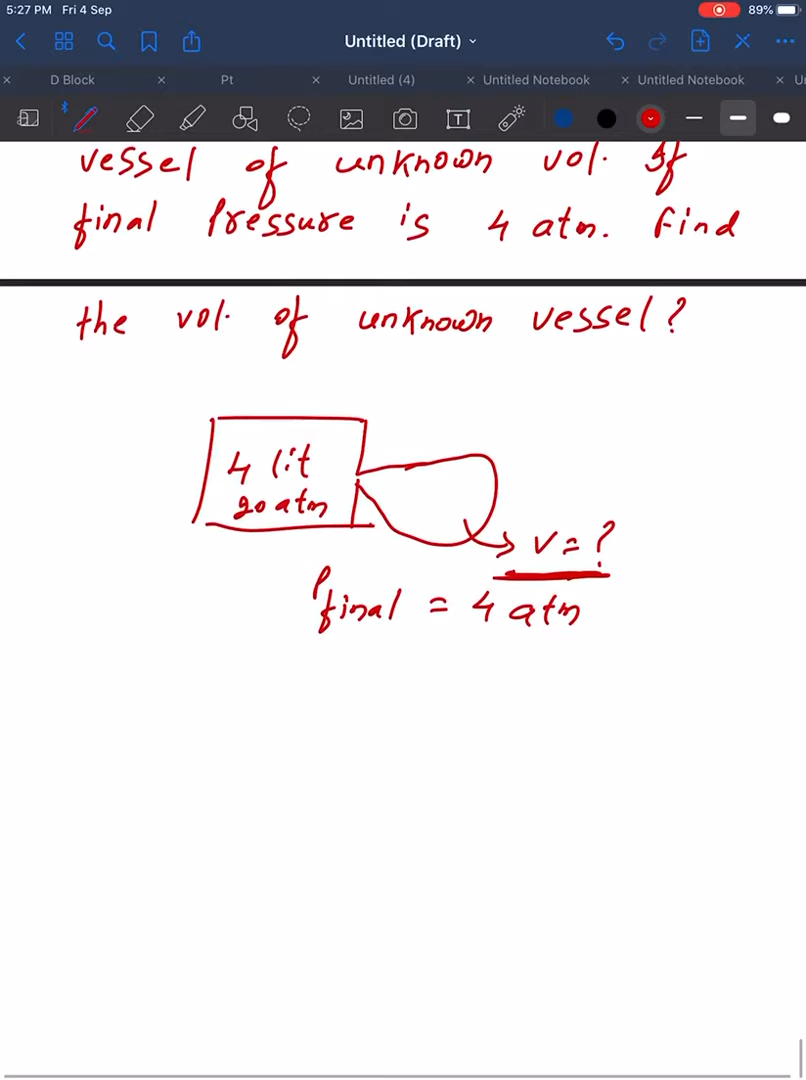 5:27 PM Fri 4 Sep 89%
Untitled (Draft)
D Block Pt Untitled (4) Untitled Notebook Untitled Notebook
vessel of unknown vol. If
final pressure is 4 atm. Find
the vol. of unknown vessel?
4 lit
20 atm
V = ?
Pfinal = 4 atm